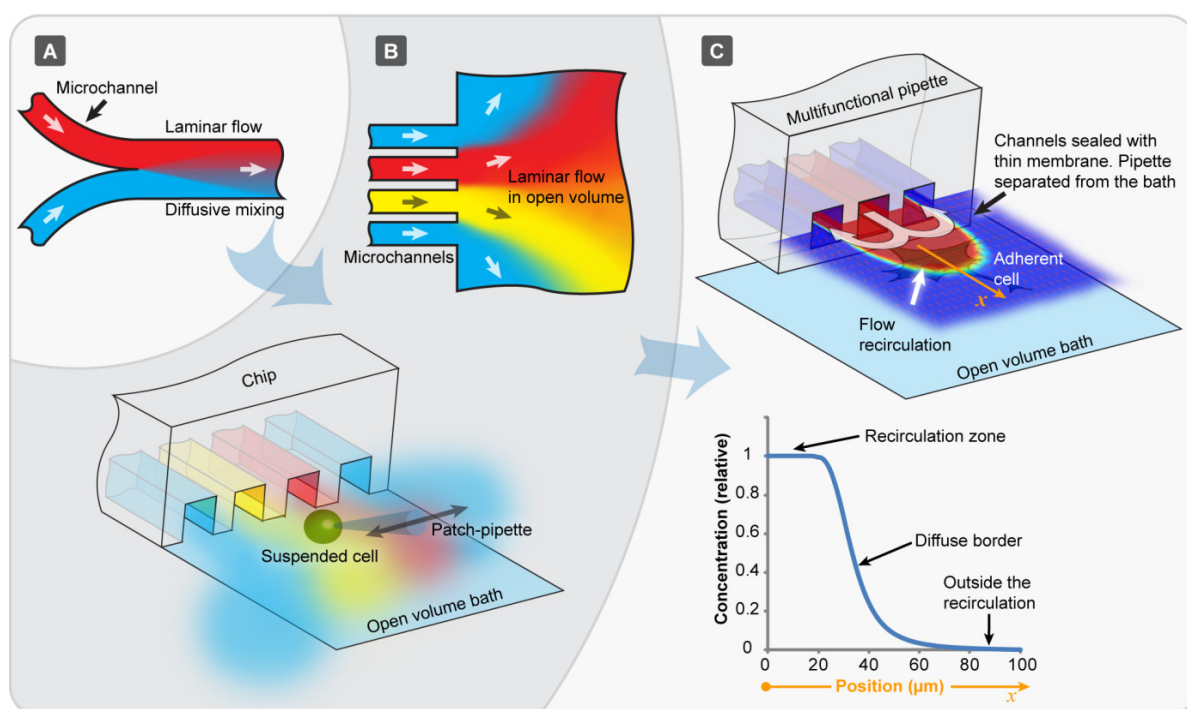 A
Microchannel
Laminar flow
Diffusive mixing
B
Laminar flow
in open volume
Microchannels
Chip
Suspended cell
Patch-pipette
Open volume bath
C
Multifunctional pipette
Channels sealed with
thin membrane. Pipette
separated from the bath
Adherent
cell
x
Flow
recirculation
Open volume bath
Concentration (relative)
1
0.8
0.6
0.4
0.2
0
Recirculation zone
Diffuse border
Outside the
recirculation
0 20 40 60 80 100
Position (µm)
x